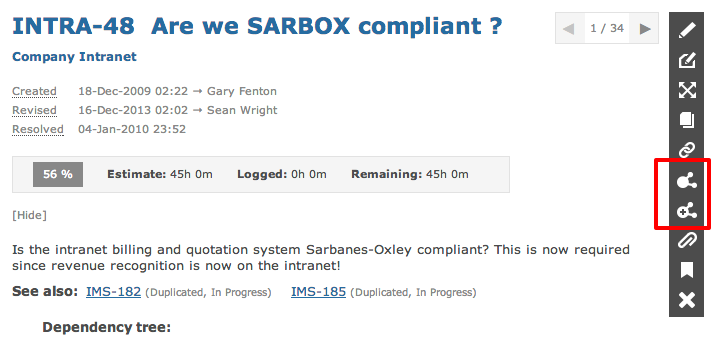 INTRA-48 Are we SARBOX compliant ?
1 / 34
Company Intranet
Created 18-Dec-2009 02:22 → Gary Fenton
Revised 16-Dec-2013 02:02 → Sean Wright
Resolved 04-Jan-2010 23:52
56 % Estimate: 45h 0m Logged: 0h 0m Remaining: 45h 0m
[Hide]
Is the intranet billing and quotation system Sarbanes-Oxley compliant? This is now required
since revenue recognition is now on the intranet!
See also: IMS-182 (Duplicated, In Progress) IMS-185 (Duplicated, In Progress)
Dependency tree: